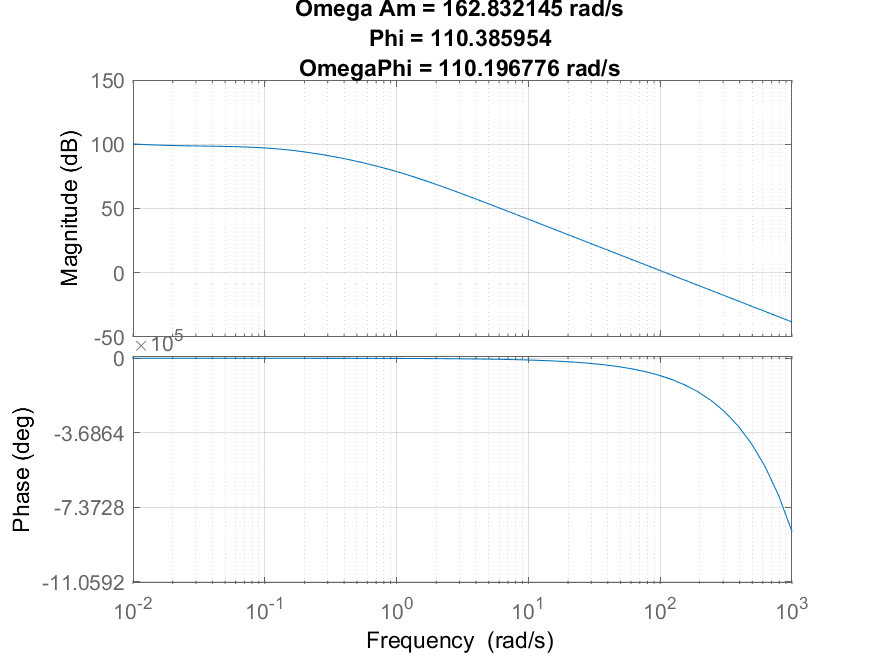 Omega Am = 162.832145 rad/s
Phi = 110.385954
OmegaPhi = 110.196776 rad/s
150
100
50
0
-50
Magnitude (dB)
×10^5
0
-3.6864
-7.3728
-11.0592
Phase (deg)
10^-2 10^-1 10^0 10^1 10^2 10^3
Frequency (rad/s)